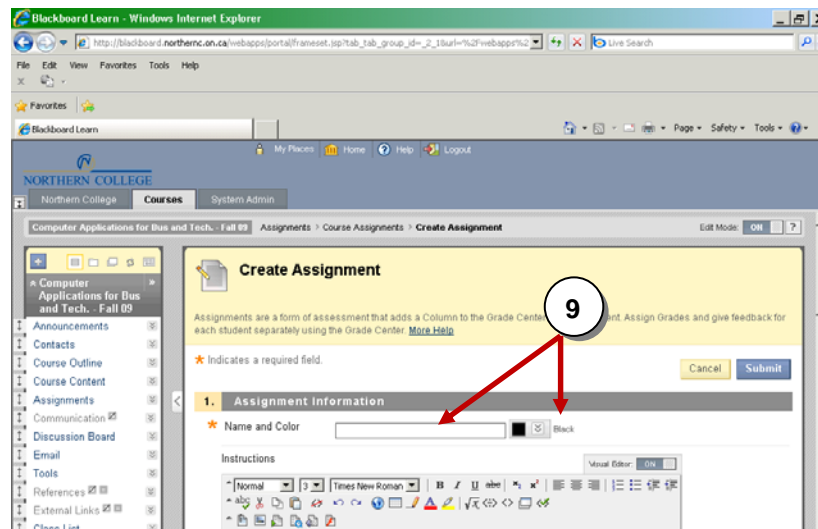 Blackboard Learn - Windows Internet Explorer
http://blackboard.northernc.on.ca/webapps/portal/frameset.jsp?tab_tab_group_id=_2_1&url=%2Fwebapps%2
Live Search
File Edit View Favorites Tools Help
x
Favorites
Blackboard Learn
Page Safety Tools
My Places Home Help Logout
NORTHERN COLLEGE
Northern College Courses System Admin
Computer Applications for Bus and Tech. - Fall 09 Assignments > Course Assignments > Create Assignment Edit Mode: ON ?
Create Assignment
Computer Applications for Bus and Tech. - Fall 09
Announcements
Contacts
Course Outline
Course Content
Assignments
Communication
Discussion Board
Email
Tools
References
External Links
Class List
9
Assignments are a form of assessment that adds a Column to the Grade Center ent. Assign Grades and give feedback for
each student separately using the Grade Center. More Help
* Indicates a required field.
Cancel Submit
1. Assignment Information
* Name and Color
Black
Instructions
Visual Editor: ON
Normal 3 Times New Roman B I U abc
abc